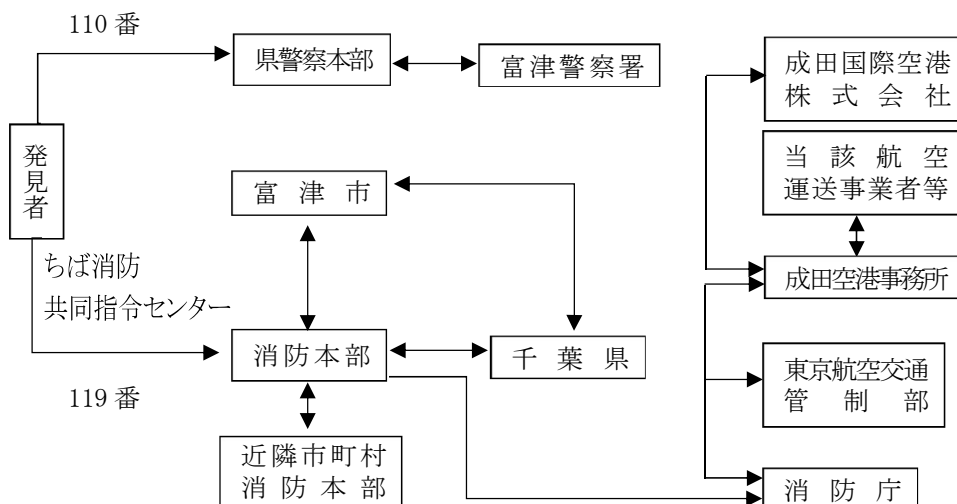 110 番
県警察本部
富津警察署
成田国際空港
株式会社
発見者
当該航空
運送事業者等
富津市
ちば消防
共同指令センター
成田空港事務所
消防本部
千葉県
119 番
東京航空交通
管制部
近隣市町村
消防本部
消防庁